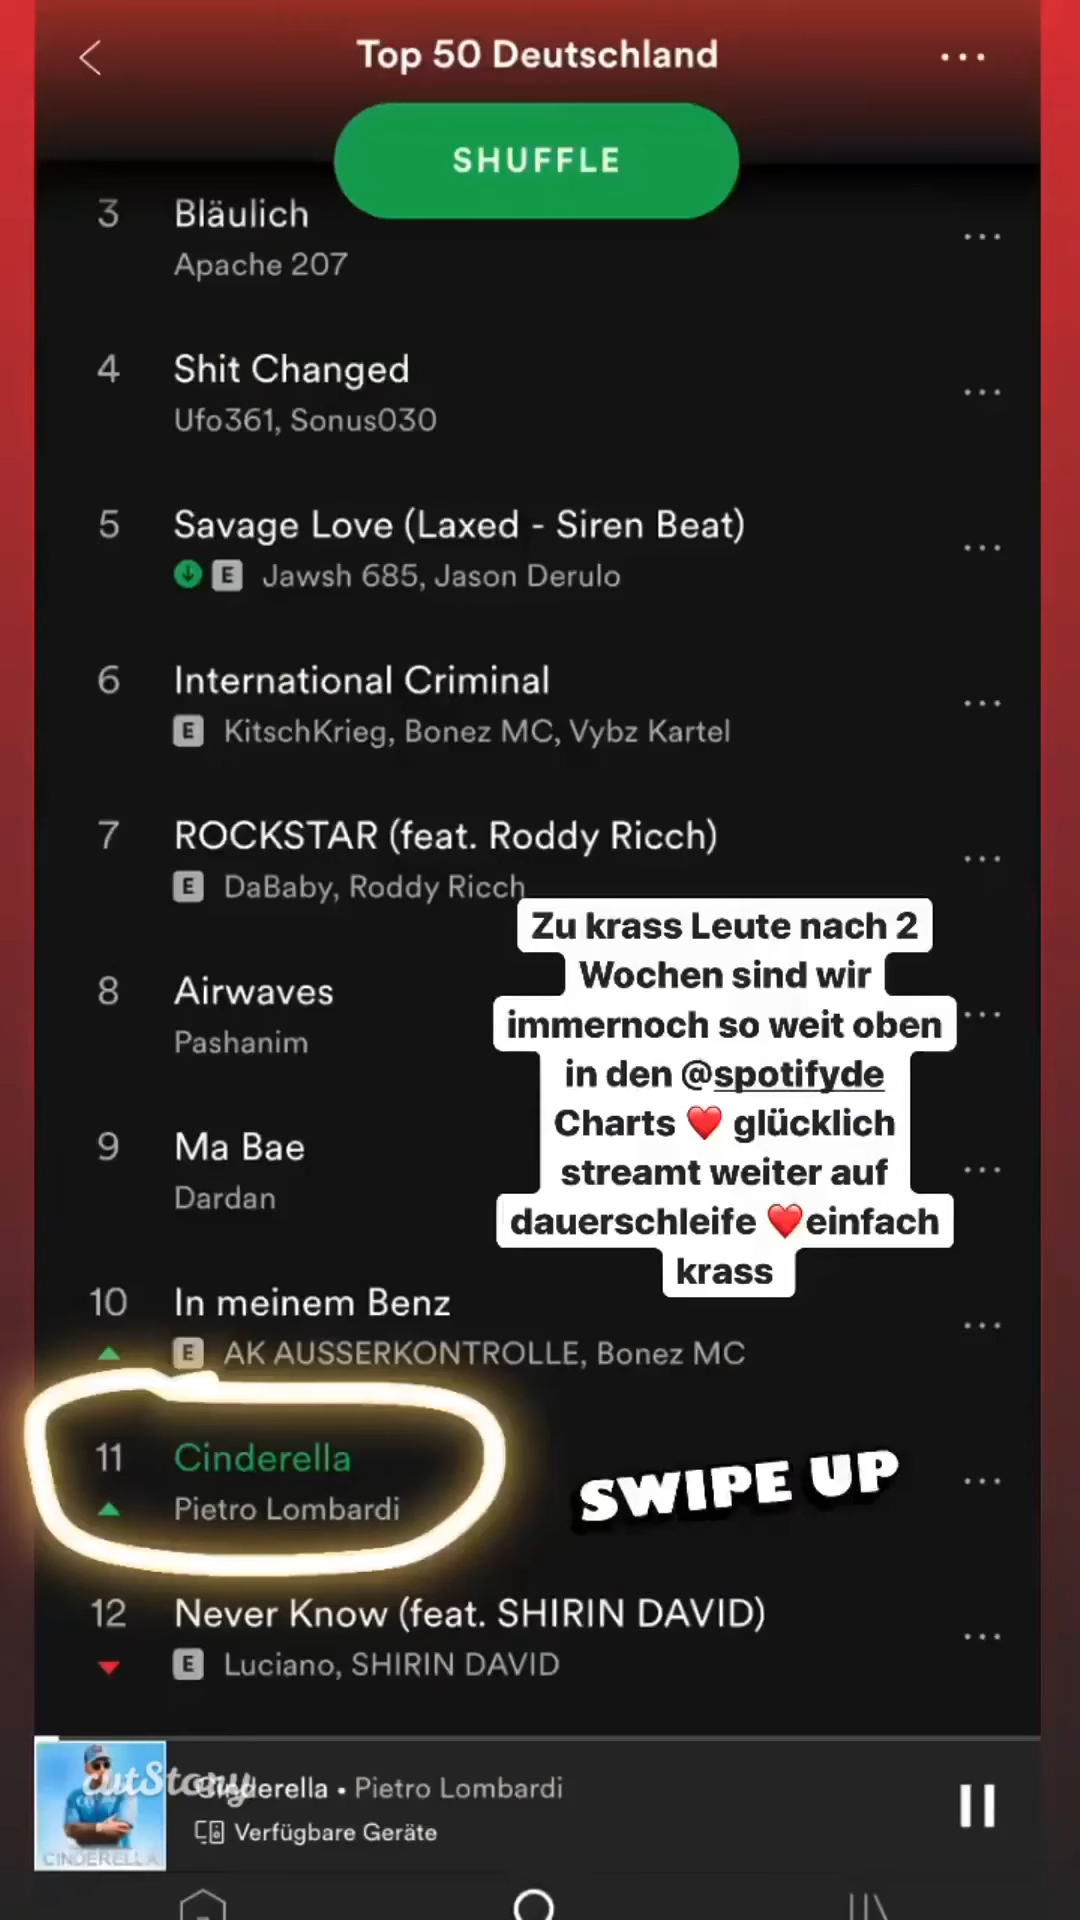 Top 50 Deutschland
SHUFFLE
3 Bläulich
Apache 207
4 Shit Changed
Ufo361, Sonus030
5 Savage Love (Laxed - Siren Beat)
E Jawsh 685, Jason Derulo
6 International Criminal
E KitschKrieg, Bonez MC, Vybz Kartel
7 ROCKSTAR (feat. Roddy Ricch)
E DaBaby, Roddy Ricch
Zu krass Leute nach 2
Wochen sind wir
immernoch so weit oben
in den @spotifyde
Charts ❤️ glücklich
streamt weiter auf
dauerschleife ❤️einfach
krass
8 Airwaves
Pashanim
9 Ma Bae
Dardan
10 In meinem Benz
E AK AUSSERKONTROLLE, Bonez MC
11 Cinderella
Pietro Lombardi
SWIPE UP
12 Never Know (feat. SHIRIN DAVID)
E Luciano, SHIRIN DAVID
cutStory
Cinderella • Pietro Lombardi
Verfügbare Geräte
CINDERELLA